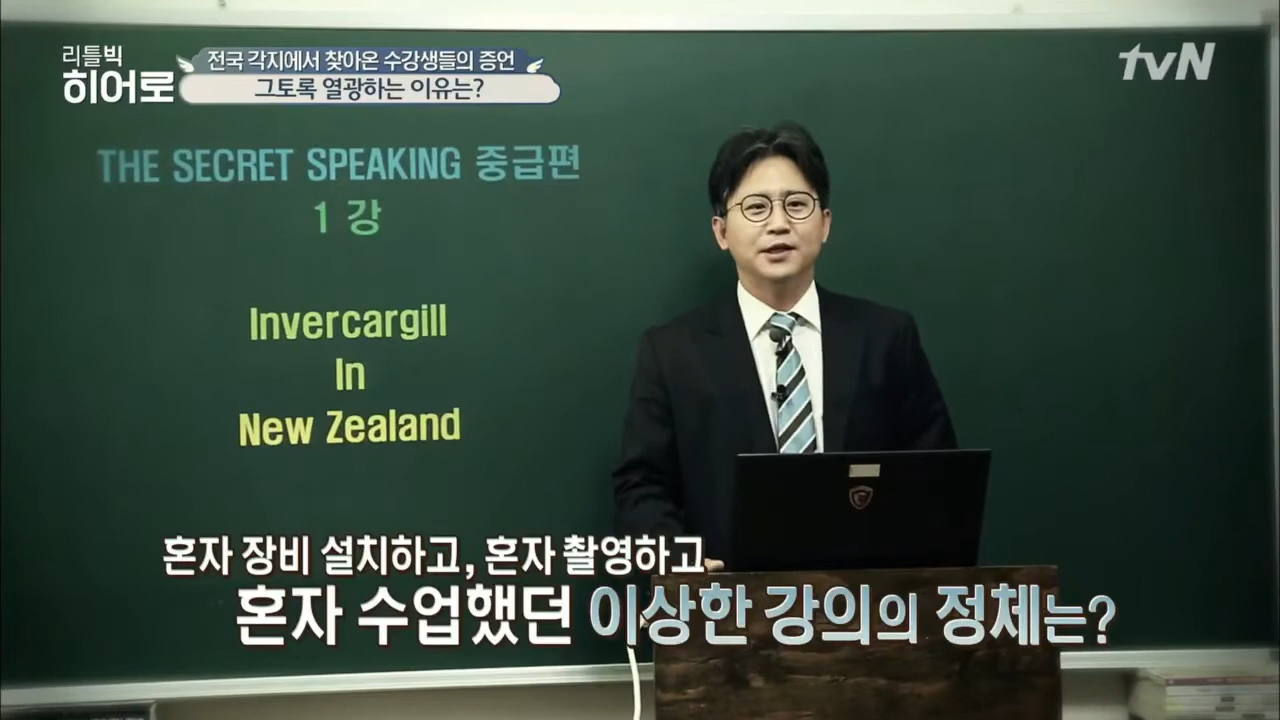 리틀빅
히어로
전국 각지에서 찾아온 수강생들의 증언
그토록 열광하는 이유는?
tvN
THE SECRET SPEAKING 중급편
1 강
Invercargill
In
New Zealand
혼자 장비 설치하고, 혼자 촬영하고
혼자 수업했던 이상한 강의의 정체는?